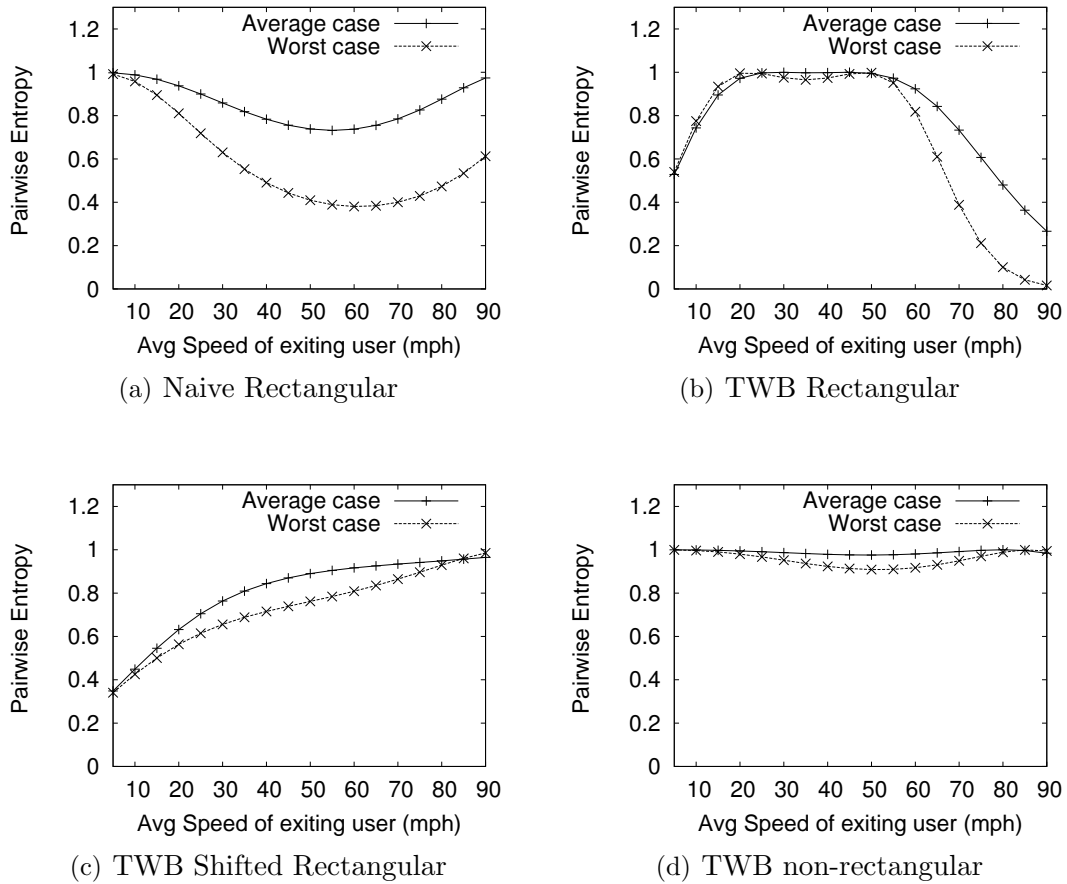 1.2
1
0.8
0.6
0.4
0.2
0
Pairwise Entropy
Average case
Worst case
10 20 30 40 50 60 70 80 90
Avg Speed of exiting user (mph)
(a) Naive Rectangular
1.2
1
0.8
0.6
0.4
0.2
0
Pairwise Entropy
Average case
Worst case
10 20 30 40 50 60 70 80 90
Avg Speed of exiting user (mph)
(b) TWB Rectangular
1.2
1
0.8
0.6
0.4
0.2
0
Pairwise Entropy
Average case
Worst case
10 20 30 40 50 60 70 80 90
Avg Speed of exiting user (mph)
(c) TWB Shifted Rectangular
1.2
1
0.8
0.6
0.4
0.2
0
Pairwise Entropy
Average case
Worst case
10 20 30 40 50 60 70 80 90
Avg Speed of exiting user (mph)
(d) TWB non-rectangular